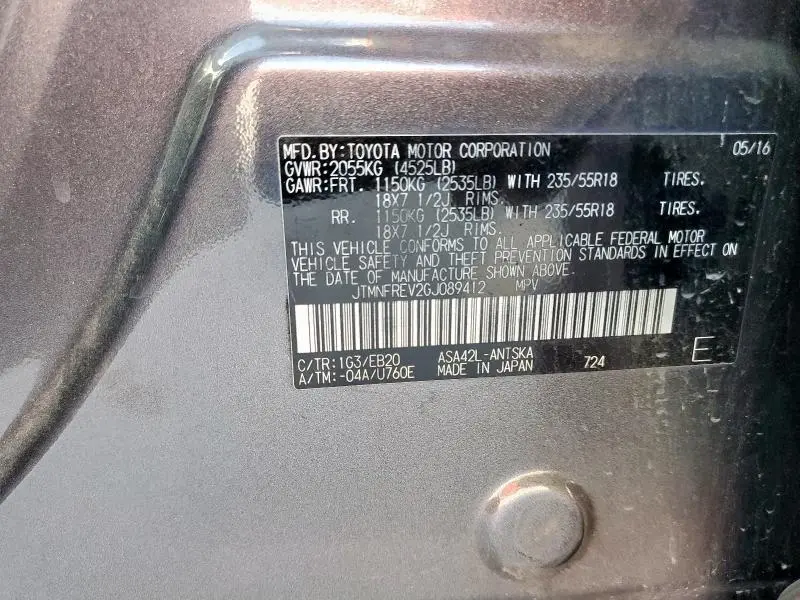 MFD. BY: TOYOTA MOTOR CORPORATION 05/16
GVWR: 2055KG (4525LB)
GAWR: FRT. 1150KG (2535LB) WITH 235/55R18 TIRES.
18X7 1/2J RIMS.
RR. 1150KG (2535LB) WITH 235/55R18 TIRES.
18X7 1/2J RIMS.
THIS VEHICLE CONFORMS TO ALL APPLICABLE FEDERAL MOTOR
VEHICLE SAFETY AND THEFT PREVENTION STANDARDS IN EFFECT ON
THE DATE OF MANUFACTURE SHOWN ABOVE.
JTMNFREV2GJ089412 MPV
C/TR: 1G3/EB20 ASA42L-ANTSKA
A/TM: -04A/U760E MADE IN JAPAN 724 E